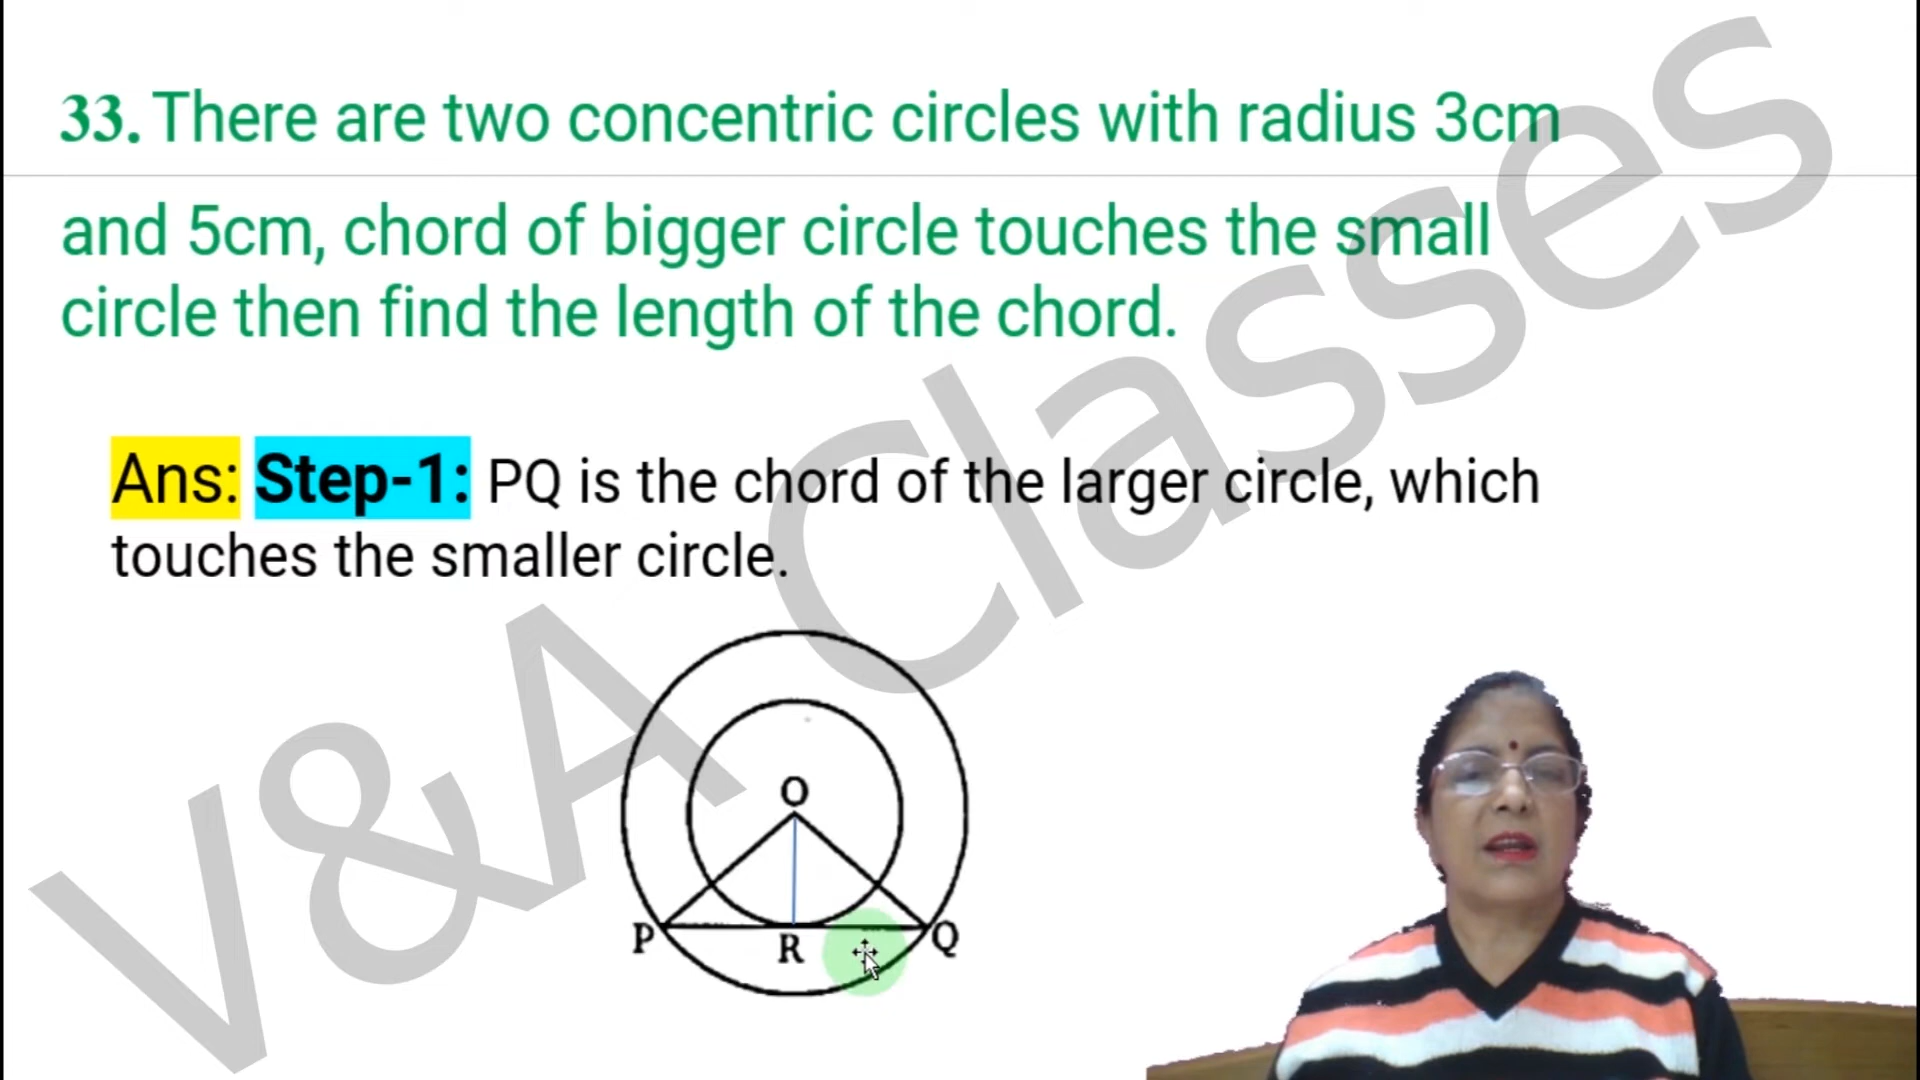 33. There are two concentric circles with radius 3cm
and 5cm, chord of bigger circle touches the small
circle then find the length of the chord.
Ans: Step-1: PQ is the chord of the larger circle, which
touches the smaller circle.
O
P
R
Q
V&A Classes